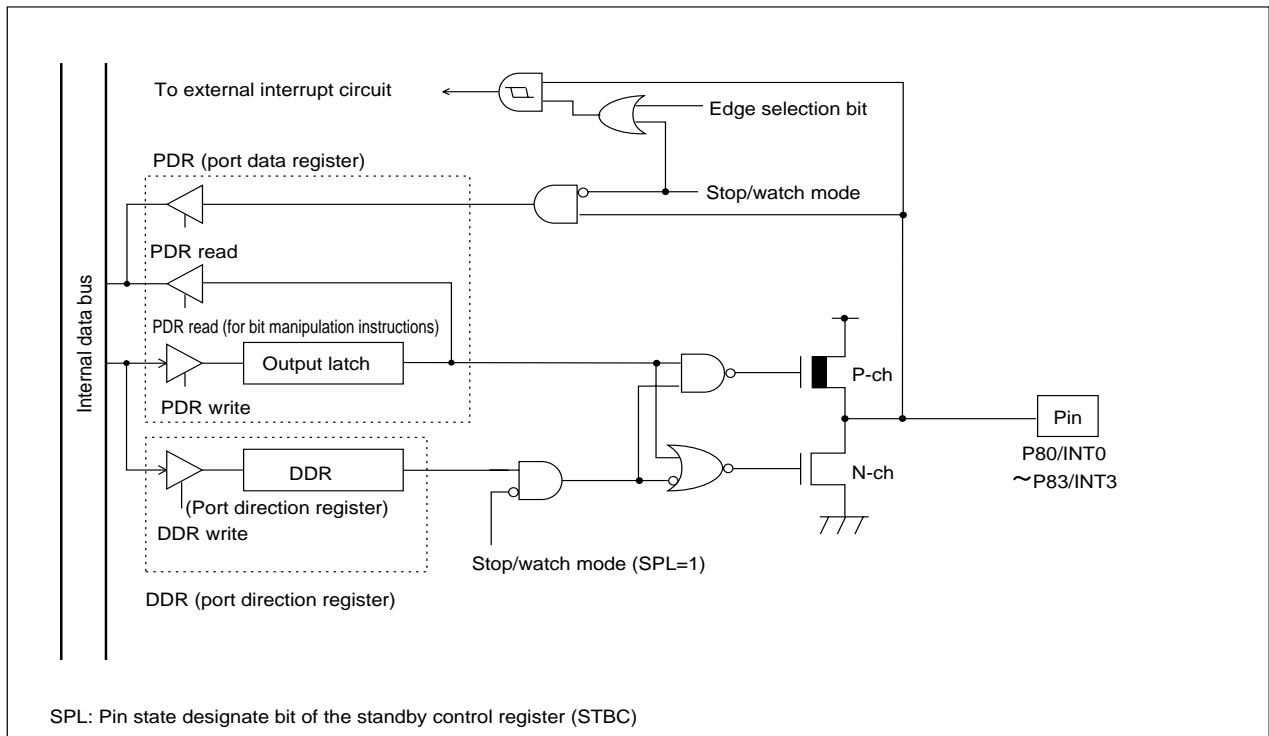 To external interrupt circuit
Edge selection bit
PDR (port data register)
Stop/watch mode
PDR read
PDR read (for bit manipulation instructions)
Internal data bus
Output latch
P-ch
PDR write
Pin
P80/INT0
~P83/INT3
DDR
N-ch
(Port direction register)
DDR write
Stop/watch mode (SPL=1)
DDR (port direction register)
SPL: Pin state designate bit of the standby control register (STBC)